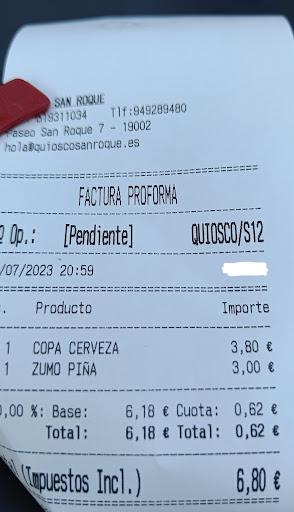 SAN ROQUE
B19311034 Tlf:949289480
Paseo San Roque 7 - 19002
hola@quioscosanroque.es
FACTURA PROFORMA
Op.: [Pendiente] QUIOSCO/S12
/07/2023 20:59
. Producto Importe
1 COPA CERVEZA 3,80 €
1 ZUMO PIÑA 3,00 €
0,00 %: Base: 6,18 € Cuota: 0,62 €
Total: 6,18 € Total: 0,62 €
(Impuestos Incl.) 6,80 €